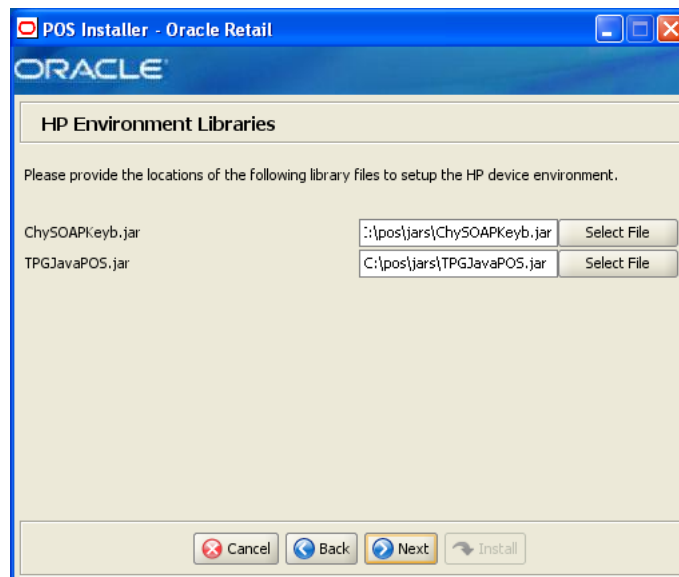 POS Installer - Oracle Retail
ORACLE
HP Environment Libraries
Please provide the locations of the following library files to setup the HP device environment.
ChySOAPKeyb.jar :\pos\jars\ChySOAPKeyb.jar Select File
TPGJavaPOS.jar C:\pos\jars\TPGJavaPOS.jar Select File
Cancel Back Next Install